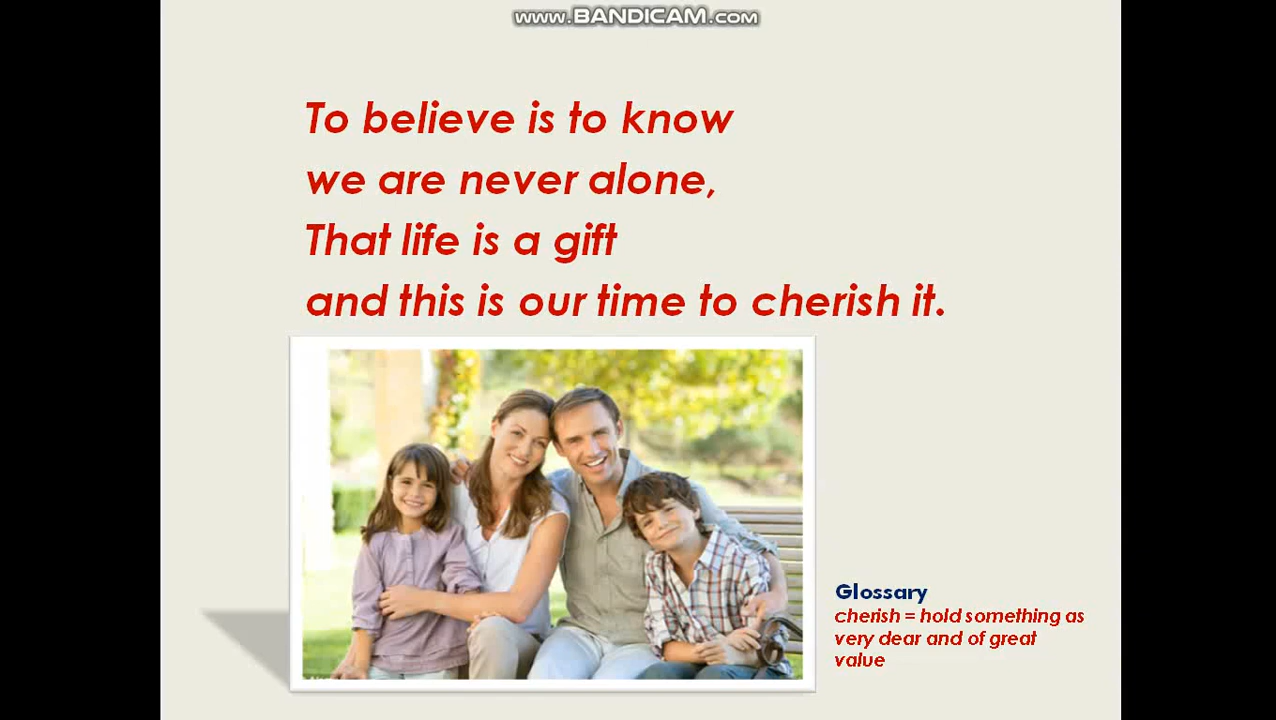 www.BANDICAM.com
To believe is to know
we are never alone,
That life is a gift
and this is our time to cherish it.
Glossary
cherish = hold something as
very dear and of great
value